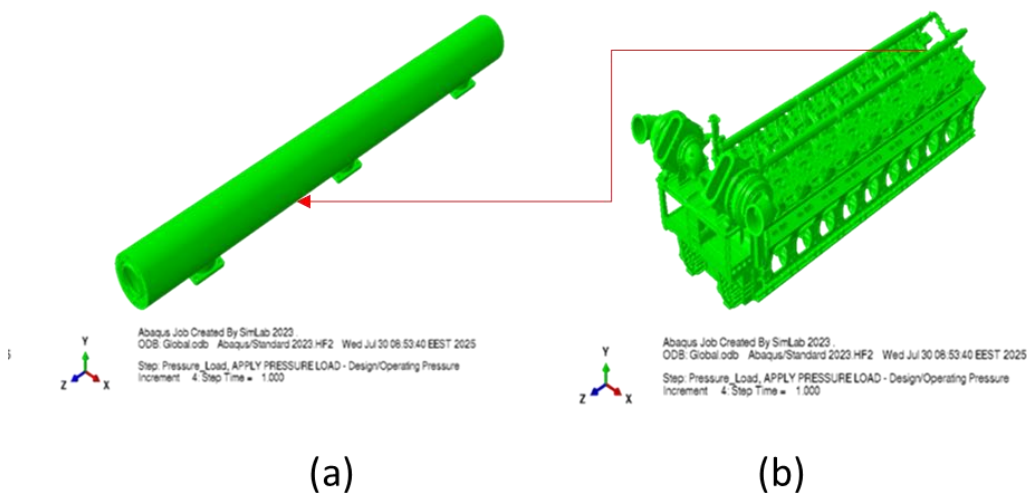 Abaqus Job Created By SimLab 2023 .
ODB: Global.odb Abaqus/Standard 2023.HF2 Wed Jul 30 08:53:40 EEST 2025
Step: Pressure_Load, APPLY PRESSURE LOAD - Design/Operating Pressure
Increment 4: Step Time = 1.000
Y
Z X
(a)
Abaqus Job Created By SimLab 2023 .
ODB: Global.odb Abaqus/Standard 2023.HF2 Wed Jul 30 08:53:40 EEST 2025
Step: Pressure_Load, APPLY PRESSURE LOAD - Design/Operating Pressure
Increment 4: Step Time = 1.000
Y
Z X
(b)